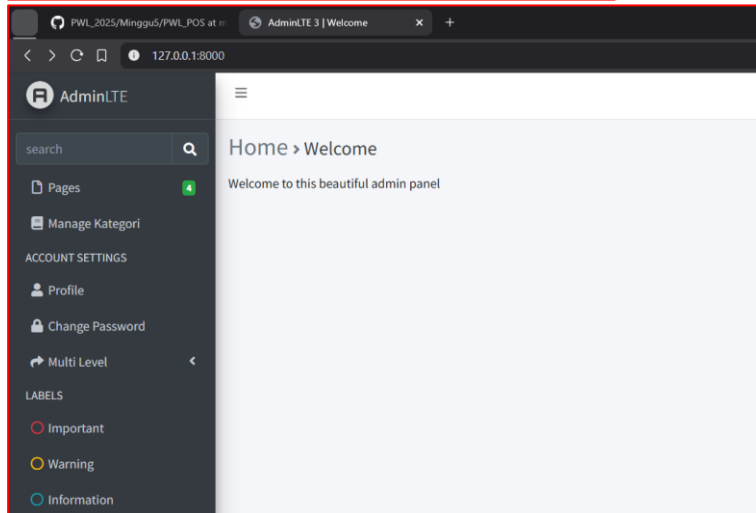 PWL_2025/Minggu5/PWL_POS at m
AdminLTE 3 | Welcome
127.0.0.1:8000
AdminLTE
search
Home › Welcome
Pages 4
Welcome to this beautiful admin panel
Manage Kategori
ACCOUNT SETTINGS
Profile
Change Password
Multi Level
LABELS
Important
Warning
Information